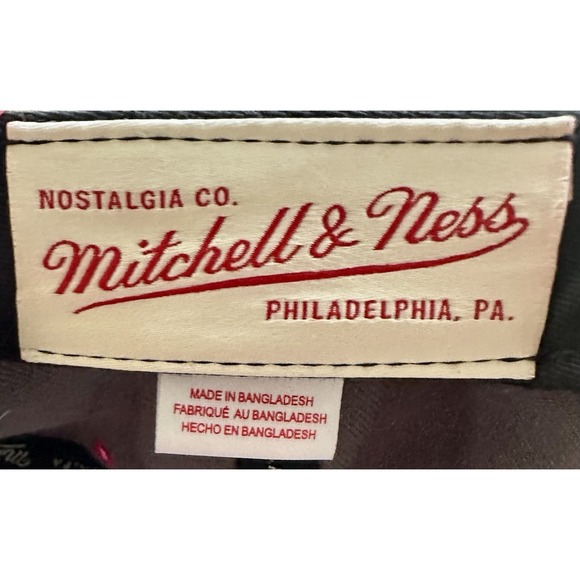 NOSTALGIA CO.
Mitchell & Ness
PHILADELPHIA, PA.
MADE IN BANGLADESH
FABRIQUÉ AU BANGLADESH
HECHO EN BANGLADESH